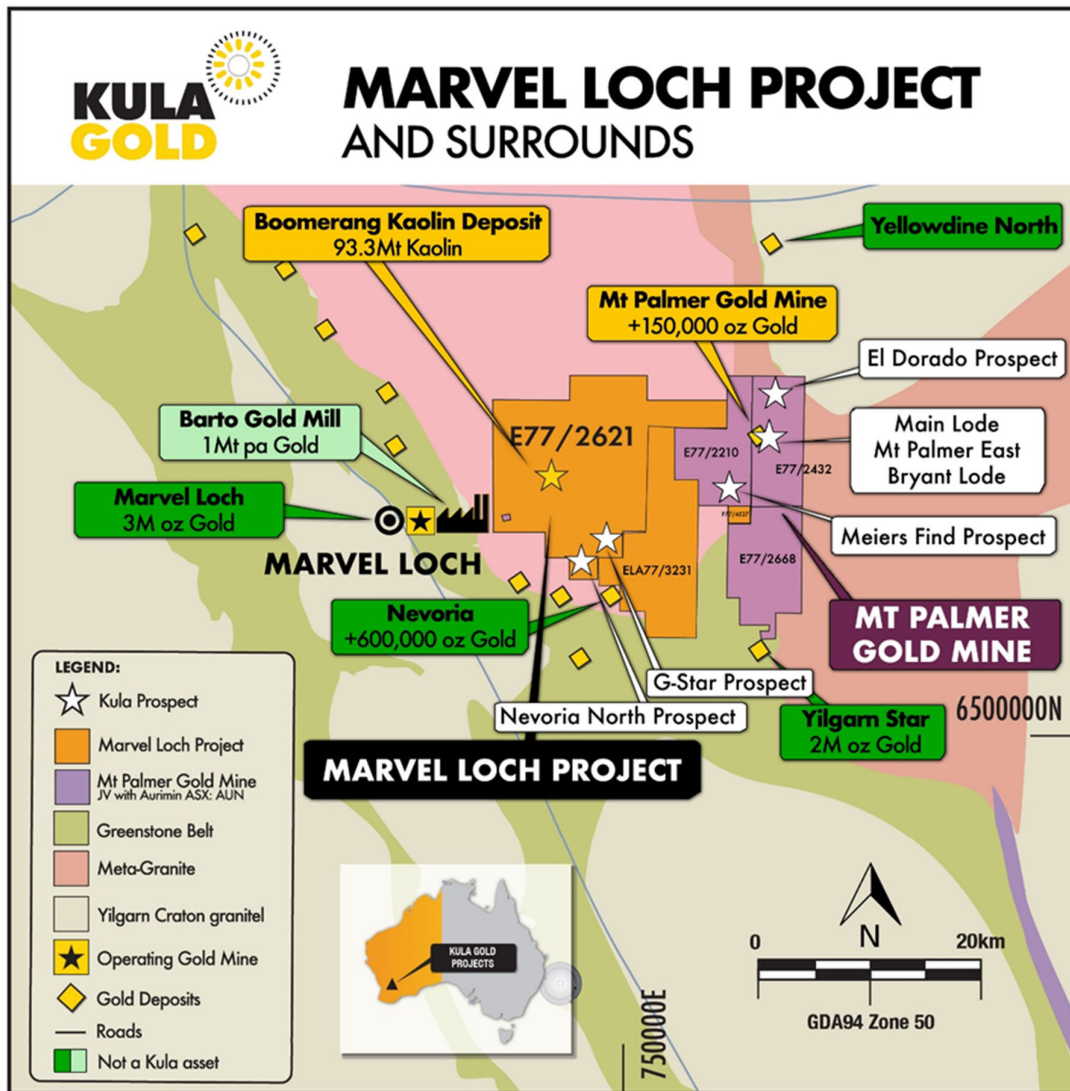 KULA
GOLD
MARVEL LOCH PROJECT
AND SURROUNDS
Boomerang Kaolin Deposit
93.3Mt Kaolin
Yellowdine North
Mt Palmer Gold Mine
+150,000 oz Gold
El Dorado Prospect
Barto Gold Mill
1Mt pa Gold
E77/2621
E77/2210
E77/2432
Main Lode
Mt Palmer East
Bryant Lode
Marvel Loch
3M oz Gold
MARVEL LOCH
Meiers Find Prospect
ELA77/3231
E77/2668
Nevoria
+600,000 oz Gold
MT PALMER
GOLD MINE
G-Star Prospect
Nevoria North Prospect
Yilgarn Star
2M oz Gold
6500000N
MARVEL LOCH PROJECT
LEGEND:
Kula Prospect
Marvel Loch Project
Mt Palmer Gold Mine
JV with Aurimin ASX: AUN
Greenstone Belt
Meta-Granite
Yilgarn Craton granitel
Operating Gold Mine
Gold Deposits
Roads
Not a Kula asset
KULA GOLD
PROJECTS
750000E
N
0 20km
GDA94 Zone 50